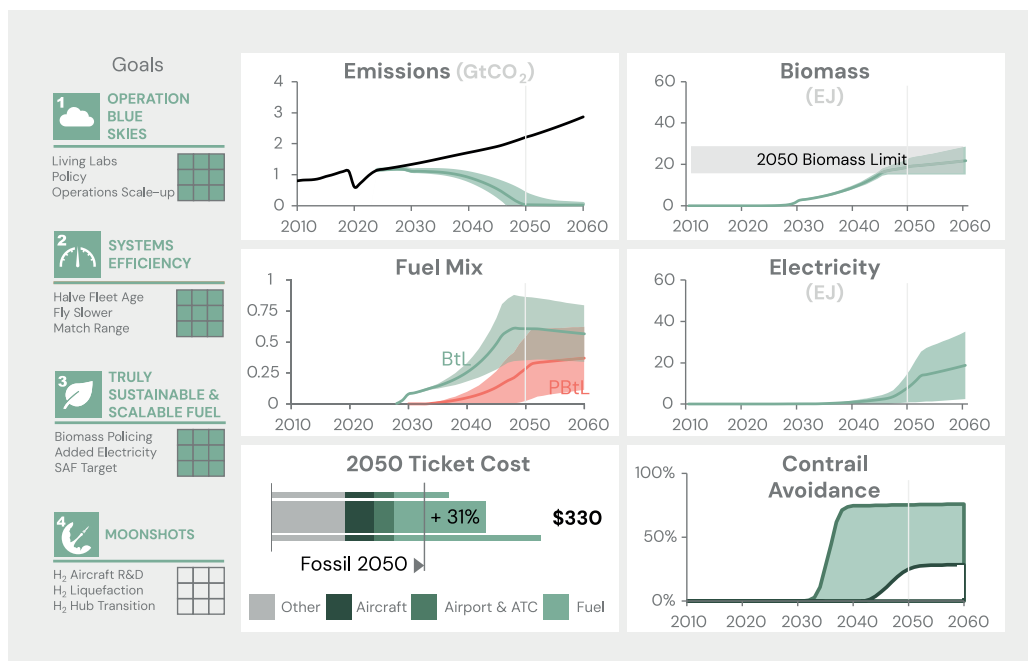 Goals
1
OPERATION
BLUE
SKIES
Living Labs
Policy
Operations Scale-up
2
SYSTEMS
EFFICIENCY
Halve Fleet Age
Fly Slower
Match Range
3
TRULY
SUSTAINABLE &
SCALABLE FUEL
Biomass Policing
Added Electricity
SAF Target
4
MOONSHOTS
H₂ Aircraft R&D
H₂ Liquefaction
H₂ Hub Transition
Emissions (GtCO₂)
4
3
2
1
0
2010 2020 2030 2040 2050 2060
Biomass
(EJ)
60
40
20
0
2050 Biomass Limit
2010 2020 2030 2040 2050 2060
Fuel Mix
1
0.75
0.5
0.25
0
BtL
PBtL
2010 2020 2030 2040 2050 2060
Electricity
(EJ)
60
40
20
0
2010 2020 2030 2040 2050 2060
2050 Ticket Cost
+ 31%
$330
Fossil 2050
Other Aircraft Airport & ATC Fuel
Contrail
Avoidance
100%
50%
0%
2010 2020 2030 2040 2050 2060